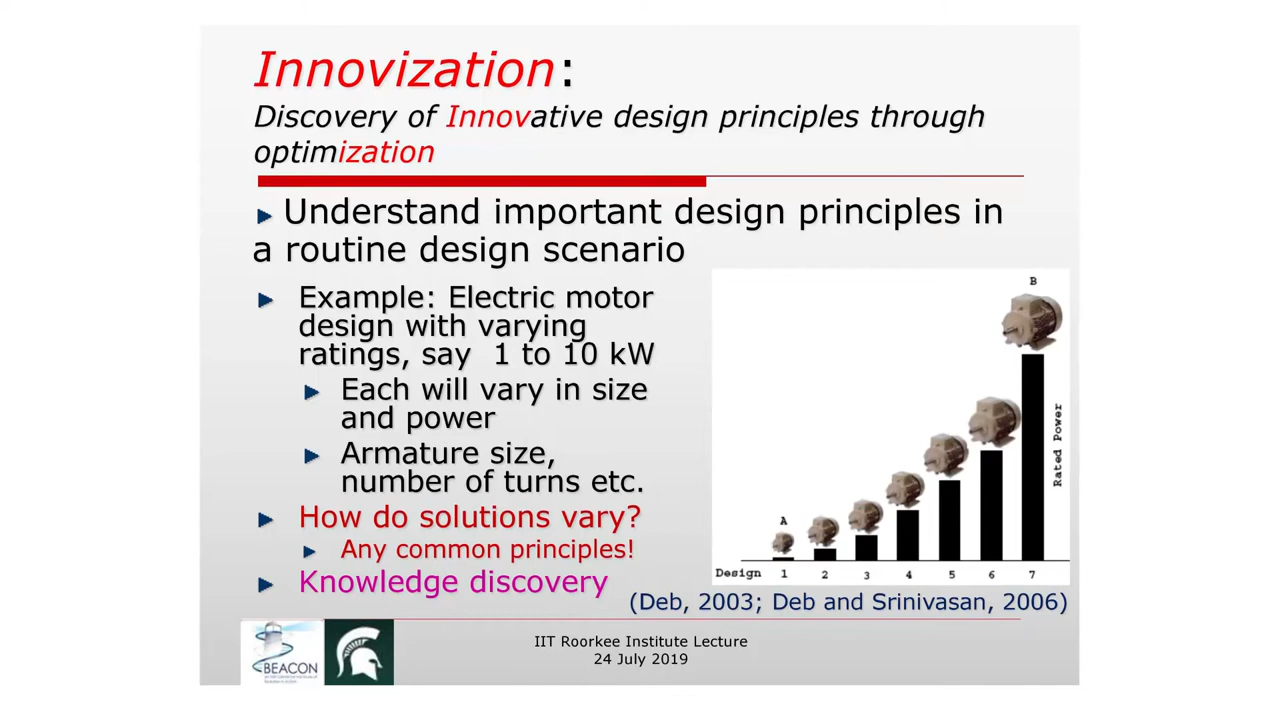 Innovization:
Discovery of Innovative design principles through
optimization
Understand important design principles in
a routine design scenario
Example: Electric motor
design with varying
ratings, say 1 to 10 kW
Each will vary in size
and power
Armature size,
number of turns etc.
How do solutions vary?
Any common principles!
Knowledge discovery
B
A
Rated Power
Design 1 2 3 4 5 6 7
(Deb, 2003; Deb and Srinivasan, 2006)
BEACON
IIT Roorkee Institute Lecture
24 July 2019